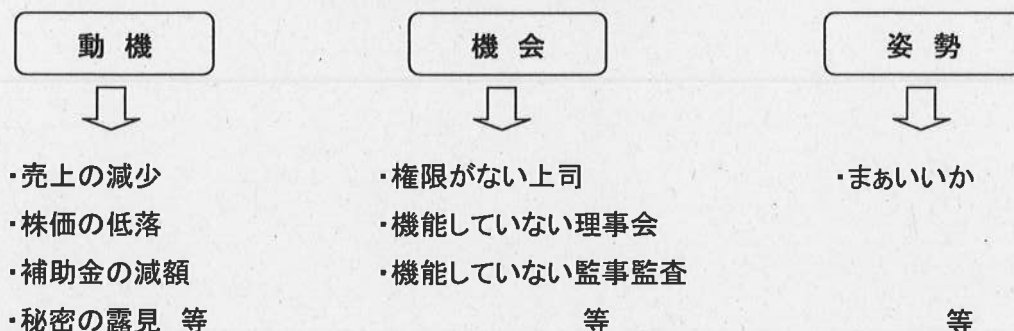 動機
機会
姿勢
・売上の減少
・株価の低落
・補助金の減額
・秘密の露見 等
・権限がない上司
・機能していない理事会
・機能していない監事監査
等
・まぁいいか
等